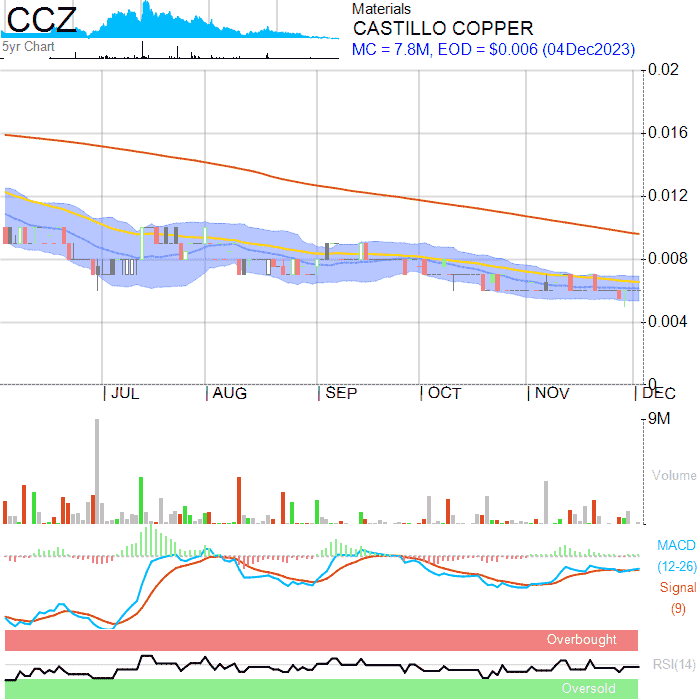 CCZ
5yr Chart
Materials
CASTILLO COPPER
MC = 7.8M, EOD = $0.006 (04Dec2023)
0.02
0.016
0.012
0.008
0.004
0
JUL AUG SEP OCT NOV DEC
9M
Volume
MACD
(12-26)
Signal
(9)
Overbought
RSI(14)
Oversold